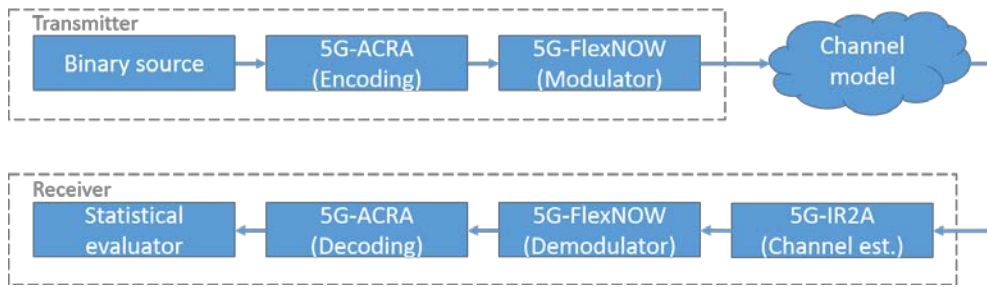 Transmitter
Binary source
5G-ACRA
(Encoding)
5G-FlexNOW
(Modulator)
Channel
model
Receiver
Statistical
evaluator
5G-ACRA
(Decoding)
5G-FlexNOW
(Demodulator)
5G-IR2A
(Channel est.)